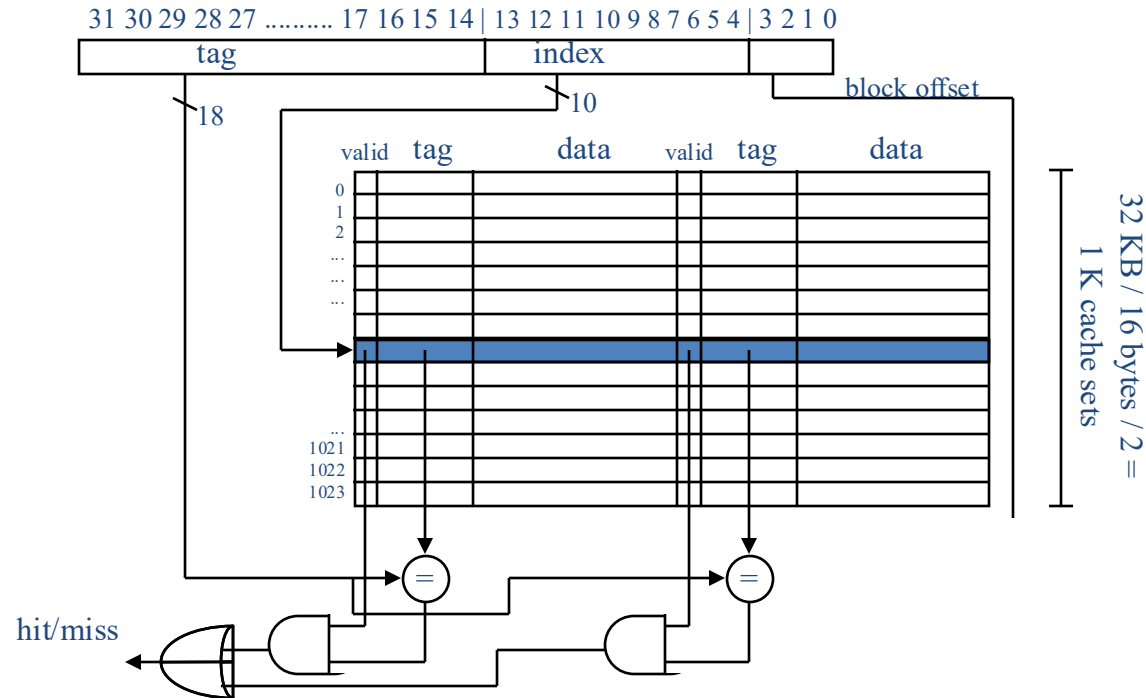 31 30 29 28 27 ......... 17 16 15 14 | 13 12 11 10 9 8 7 6 5 4 | 3 2 1 0
tag index
block offset
18
10
valid tag data valid tag data
0
1
2
...
...
...
...
1021
1022
1023
32 KB / 16 bytes / 2 =
1 K cache sets
= =
hit/miss